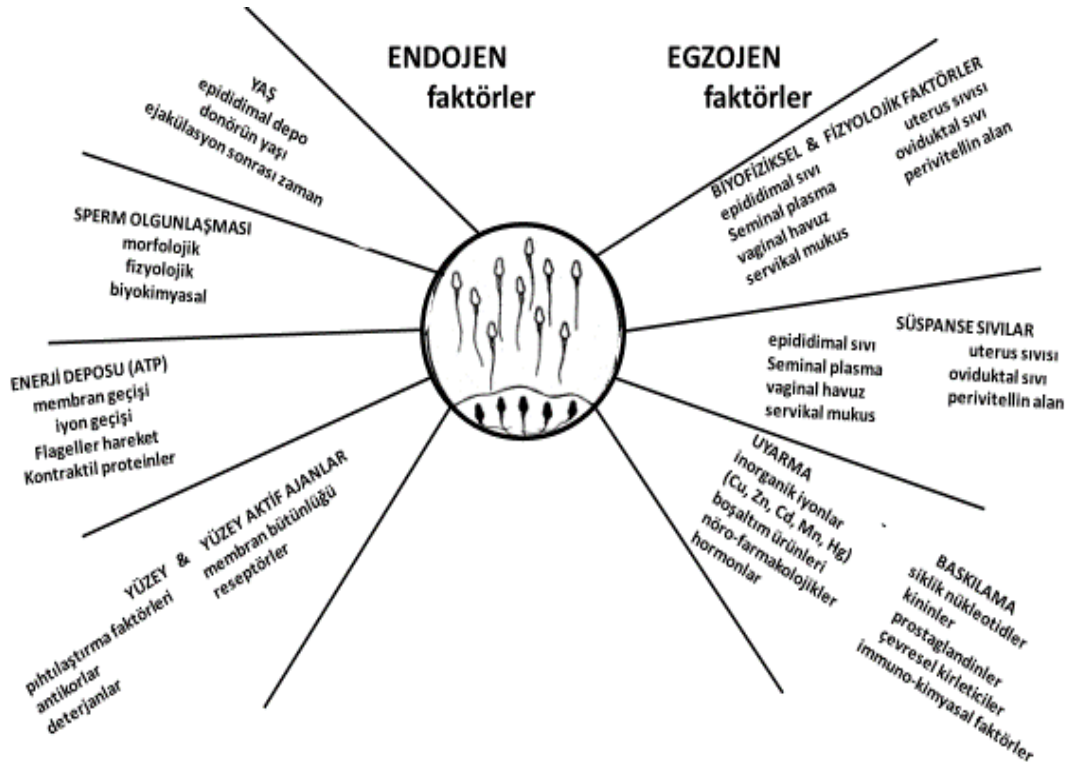 ENDOJEN
faktörler
EGZOJEN
faktörler
YAŞ
epididimal depo
donörün yaşı
ejakülasyon sonrası zaman
SPERM OLGUNLAŞMASI
morfolojik
fizyolojik
biyokimyasal
ENERJİ DEPOSU (ATP)
membran geçişi
iyon geçişi
Flageller hareket
Kontraktil proteinler
YÜZEY & YÜZEY AKTİF AJANLAR
pıhtılaştırma faktörleri
antikorlar
deterjanlar
membran bütünlüğü
reseptörler
BİYOFİZİKSEL & FİZYOLOJİK FAKTÖRLER
epididimal sıvı
Seminal plasma
vaginal havuz
servikal mukus
uterus sıvısı
oviduktal sıvı
perivitellin alan
SÜSPANSE SIVILAR
epididimal sıvı
Seminal plasma
vaginal havuz
servikal mukus
uterus sıvısı
oviduktal sıvı
perivitellin alan
UYARMA
inorganik iyonlar
(Cu, Zn, Cd, Mn, Hg)
boşaltım ürünleri
nöro-farmakolojikler
hormonlar
BASKILAMA
siklik nükleotidler
kininler
prostaglandinler
çevresel kirleticiler
immuno-kimyasal faktörler